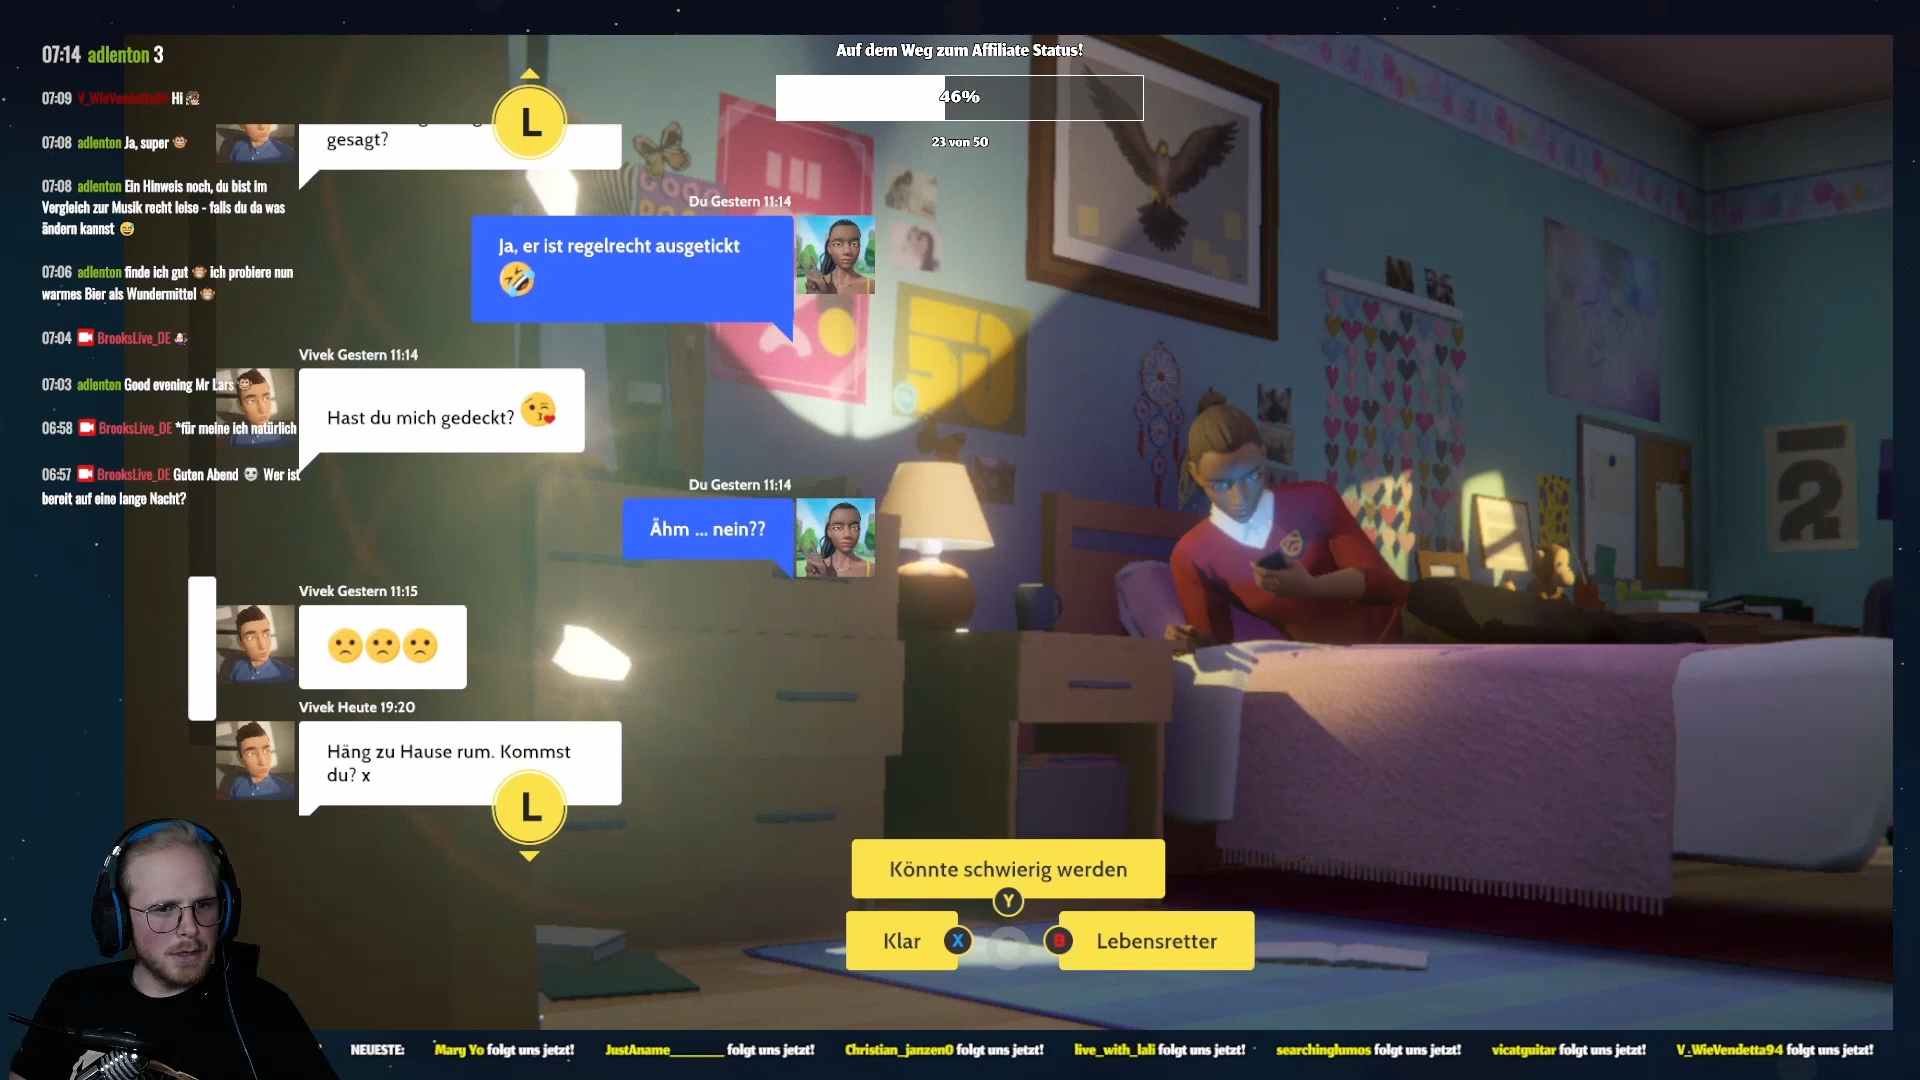 07:14 adlenton 3
07:09 V_WieVendetta94 Hi
07:08 adlenton Ja, super
07:08 adlenton Ein Hinweis noch, du bist im
Vergleich zur Musik recht leise - falls du da was
ändern kannst
07:06 adlenton finde ich gut ich probiere nun
warmes Bier als Wundermittel
07:04 BrooksLive_DE
07:03 adlenton Good evening Mr Lars
06:58 BrooksLive_DE *für meine ich natürlich
06:57 BrooksLive_DE Guten Abend Wer ist
bereit auf eine lange Nacht?
Auf dem Weg zum Affiliate Status!
46%
23 von 50
L
gesagt?
Du Gestern 11:14
Ja, er ist regelrecht ausgetickt
Vivek Gestern 11:14
Hast du mich gedeckt?
Du Gestern 11:14
Ähm ... nein??
Vivek Gestern 11:15
Vivek Heute 19:20
Häng zu Hause rum. Kommst
du? x
L
2
Könnte schwierig werden
Y
Klar X
B Lebensretter
NEUESTE: Mary Yo folgt uns jetzt! JustAname________ folgt uns jetzt! Christian_janzen0 folgt uns jetzt! live_with_lali folgt uns jetzt! searchinglumos folgt uns jetzt! vicatguitar folgt uns jetzt! V_WieVendetta94 folgt uns jetzt!